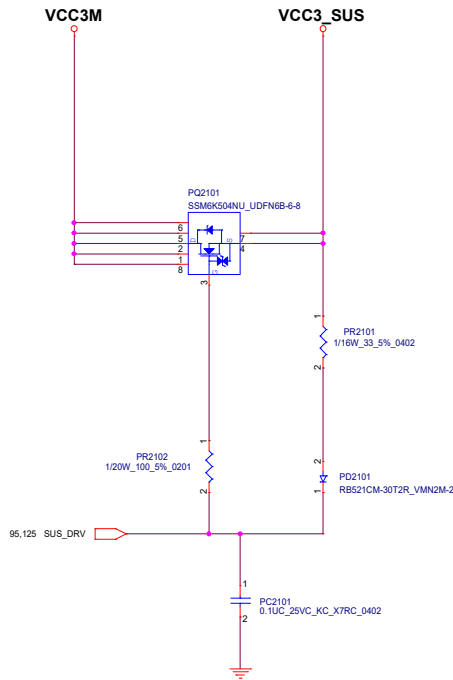 VCC3M
VCC3_SUS
PQ2101
SSM6K504NU_UDFN6B-6-8
6
5
2
1
8
D
S
G
7
4
3
1
PR2101
1/16W_33_5%_0402
2
1
PR2102
1/20W_100_5%_0201
2
2
PD2101
RB521CM-30T2R_VMN2M-2
1
95,125 SUS_DRV
1
PC2101
0.1UC_25VC_KC_X7RC_0402
2